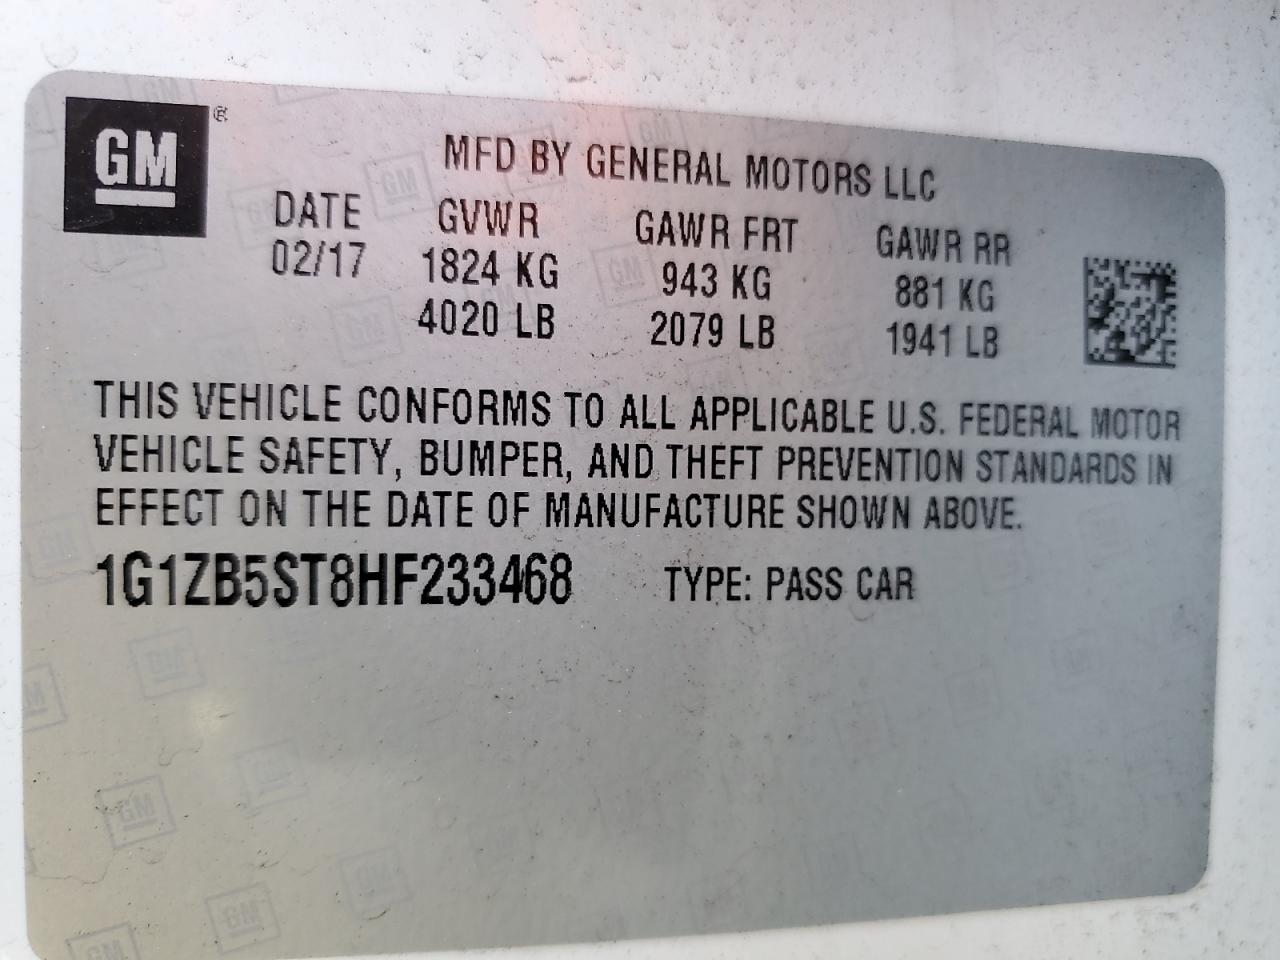 GM ®
MFD BY GENERAL MOTORS LLC
DATE GVWR GAWR FRT GAWR RR
02/17 1824 KG 943 KG 881 KG
4020 LB 2079 LB 1941 LB
THIS VEHICLE CONFORMS TO ALL APPLICABLE U.S. FEDERAL MOTOR
VEHICLE SAFETY, BUMPER, AND THEFT PREVENTION STANDARDS IN
EFFECT ON THE DATE OF MANUFACTURE SHOWN ABOVE.
1G1ZB5ST8HF233468 TYPE: PASS CAR